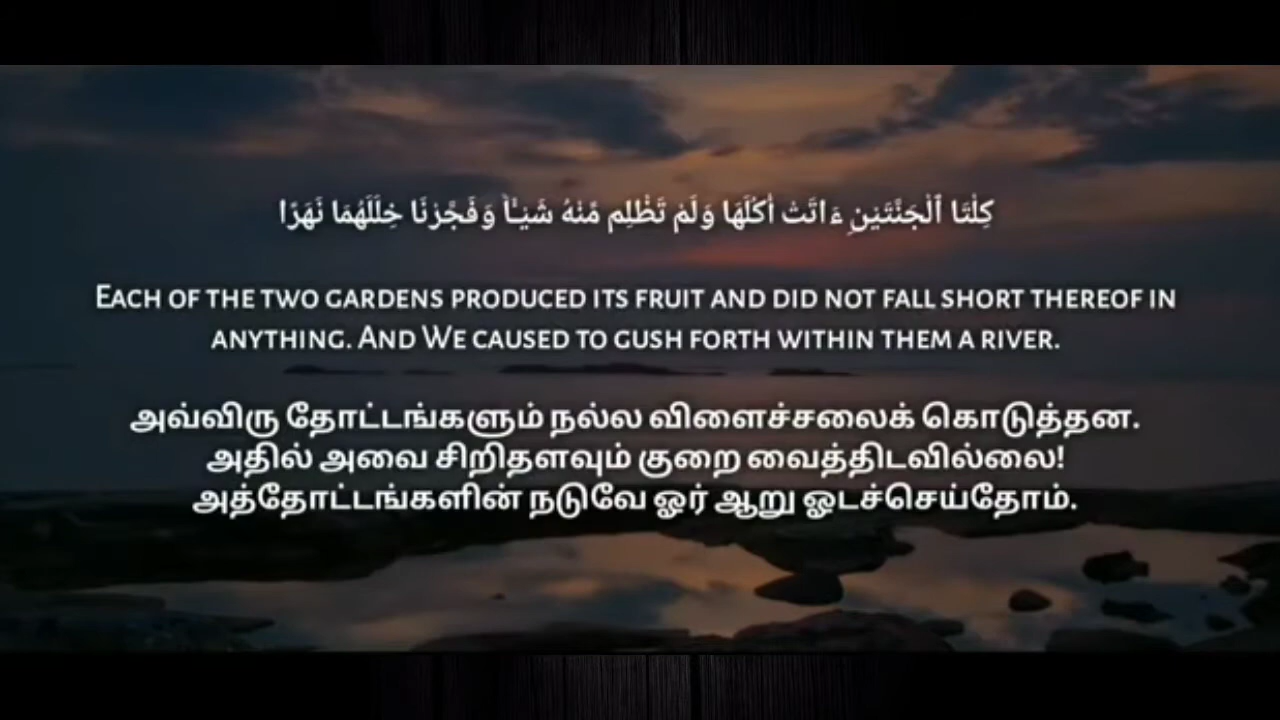 كِلۡتَا ٱلۡجَنَّتَيۡنِ ءَاتَتۡ أُكُلَهَا وَلَمۡ تَظۡلِم مِّنۡهُ شَيۡـٔٗاۚ وَفَجَّرۡنَا خِلَٰلَهُمَا نَهَرٗا
EACH OF THE TWO GARDENS PRODUCED ITS FRUIT AND DID NOT FALL SHORT THEREOF IN
ANYTHING. AND WE CAUSED TO GUSH FORTH WITHIN THEM A RIVER.
அவ்விரு தோட்டங்களும் நல்ல விளைச்சலைக் கொடுத்தன.
அதில் அவை சிறிதளவும் குறை வைத்திடவில்லை!
அத்தோட்டங்களின் நடுவே ஓர் ஆறு ஓடச்செய்தோம்.